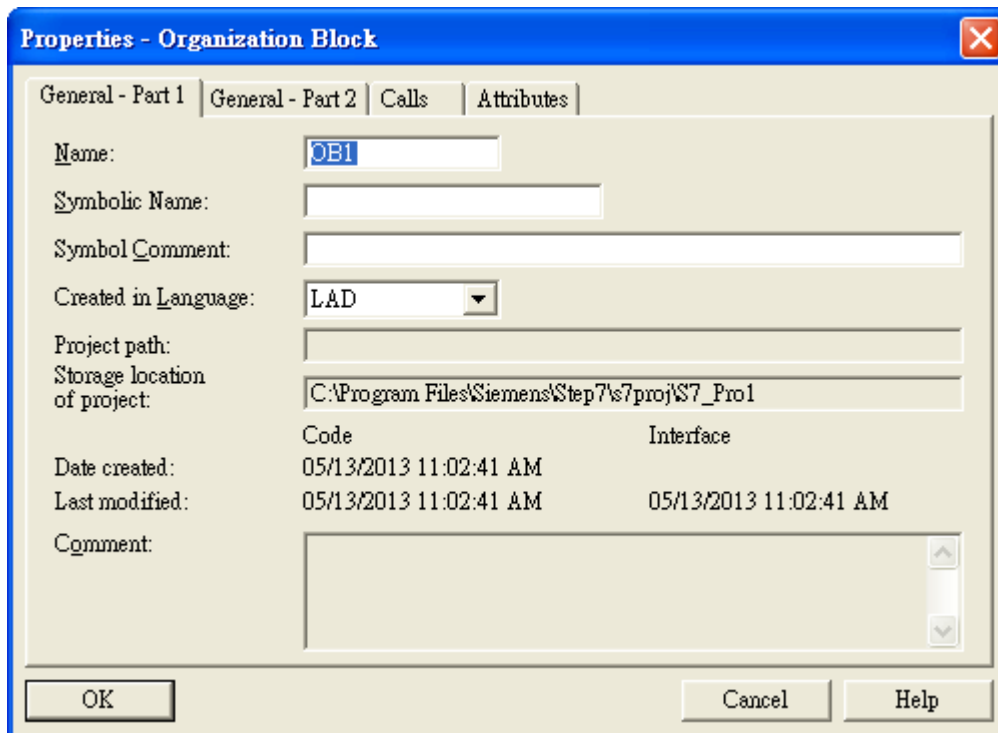 Properties - Organization Block
General - Part 1 General - Part 2 Calls Attributes
Name: OB1
Symbolic Name:
Symbol Comment:
Created in Language: LAD
Project path:
Storage location
of project: C:\Program Files\Siemens\Step7\s7proj\S7_Pro1
Code Interface
Date created: 05/13/2013 11:02:41 AM
Last modified: 05/13/2013 11:02:41 AM 05/13/2013 11:02:41 AM
Comment:
OK Cancel Help